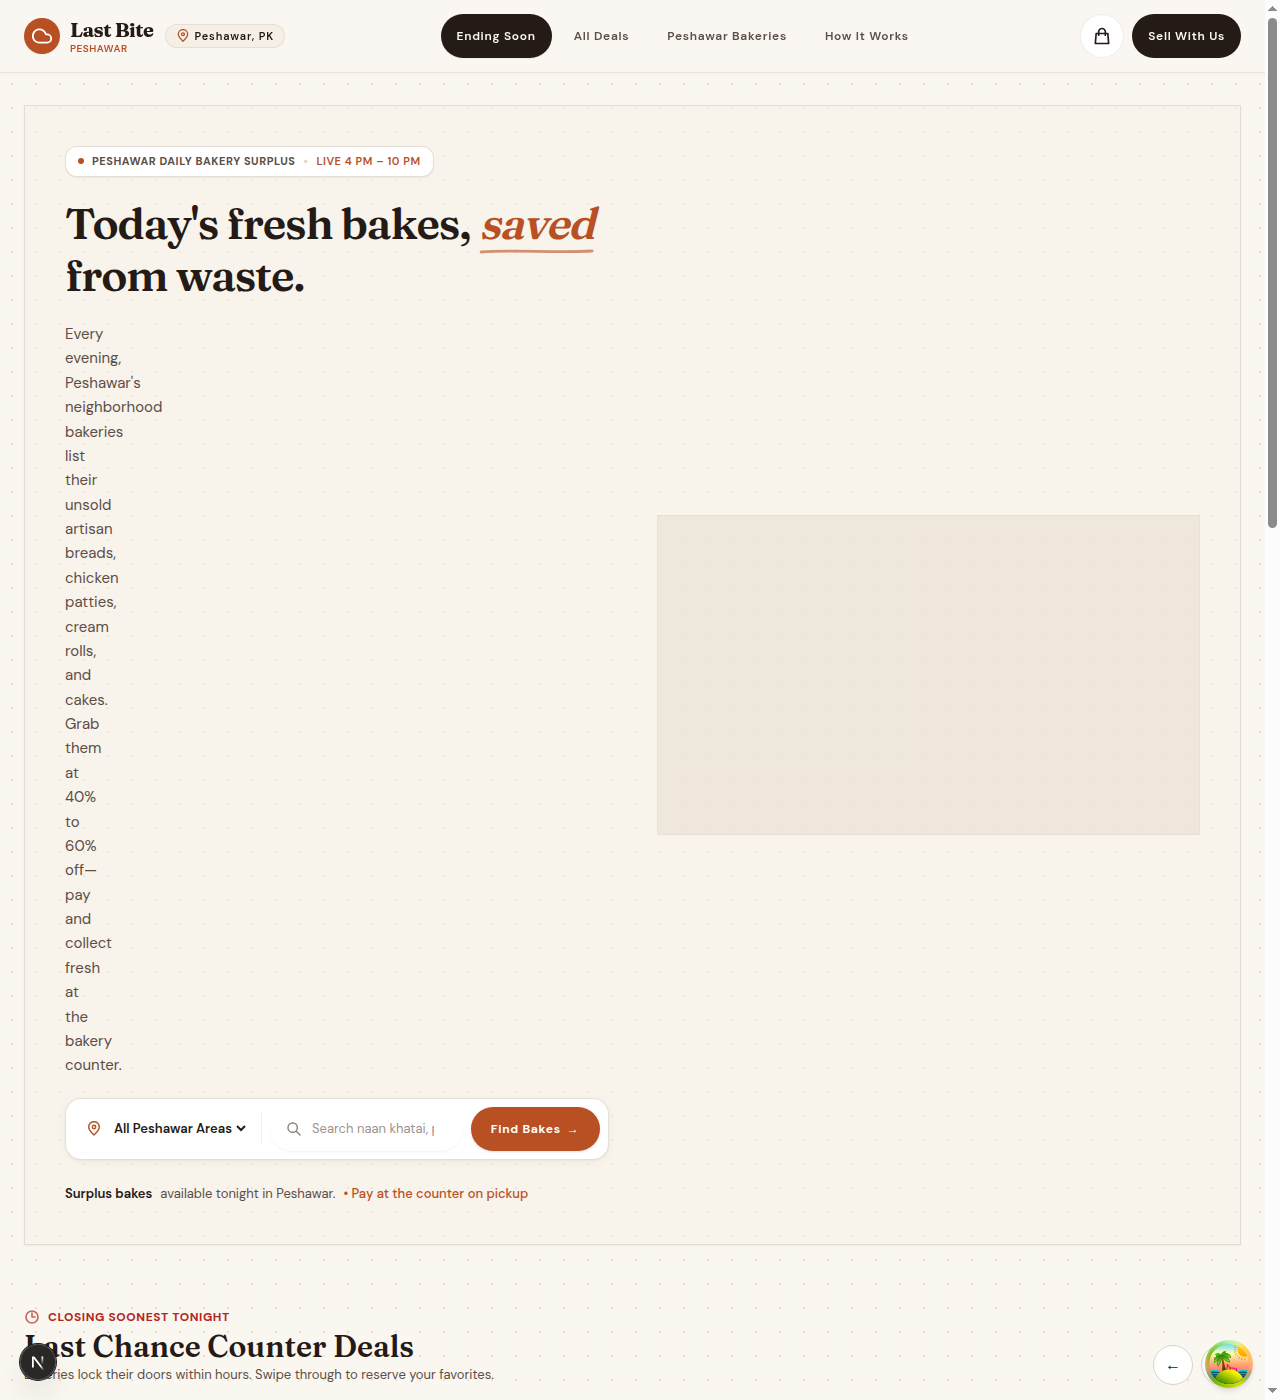 Last Bite
PESHAWAR
Peshawar, PK
Ending Soon
All Deals
Peshawar Bakeries
How It Works
Sell With Us
PESHAWAR DAILY BAKERY SURPLUS • LIVE 4 PM – 10 PM
Today's fresh bakes, saved
from waste.
Every
evening,
Peshawar's
neighborhood
bakeries
list
their
unsold
artisan
breads,
chicken
patties,
cream
rolls,
and
cakes.
Grab
them
at
40%
to
60%
off—
pay
and
collect
fresh
at
the
bakery
counter.
All Peshawar Areas
Search naan khatai,
Find Bakes →
Surplus bakes available tonight in Peshawar. • Pay at the counter on pickup
CLOSING SOONEST TONIGHT
Last Chance Counter Deals
lock their doors within hours. Swipe through to reserve your favorites.
N
←